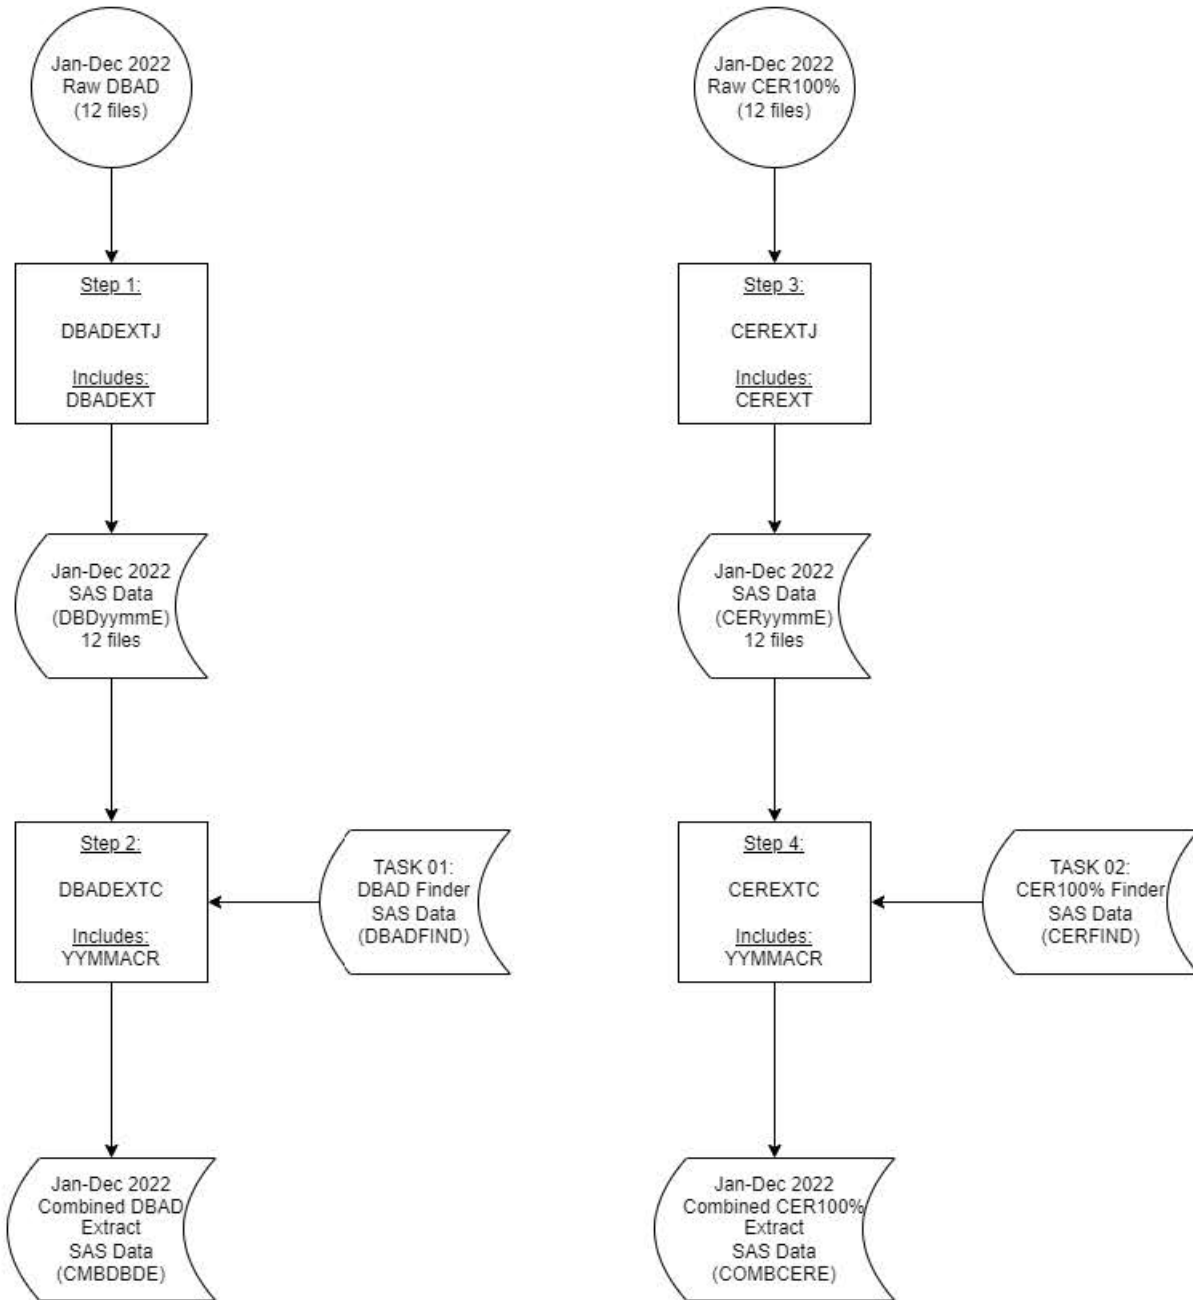 Jan-Dec 2022
Raw DBAD
(12 files)
Step 1:
DBADEXTJ
Includes:
DBADEXT
Jan-Dec 2022
SAS Data
(DBDyymmE)
12 files
Step 2:
DBADEXTC
Includes:
YYMMACR
TASK 01:
DBAD Finder
SAS Data
(DBADFIND)
Jan-Dec 2022
Combined DBAD
Extract
SAS Data
(CMBDBDE)
Jan-Dec 2022
Raw CER100%
(12 files)
Step 3:
CEREXTJ
Includes:
CEREXT
Jan-Dec 2022
SAS Data
(CERyymmE)
12 files
Step 4:
CEREXTC
Includes:
YYMMACR
TASK 02:
CER100% Finder
SAS Data
(CERFIND)
Jan-Dec 2022
Combined CER100%
Extract
SAS Data
(COMBCERE)